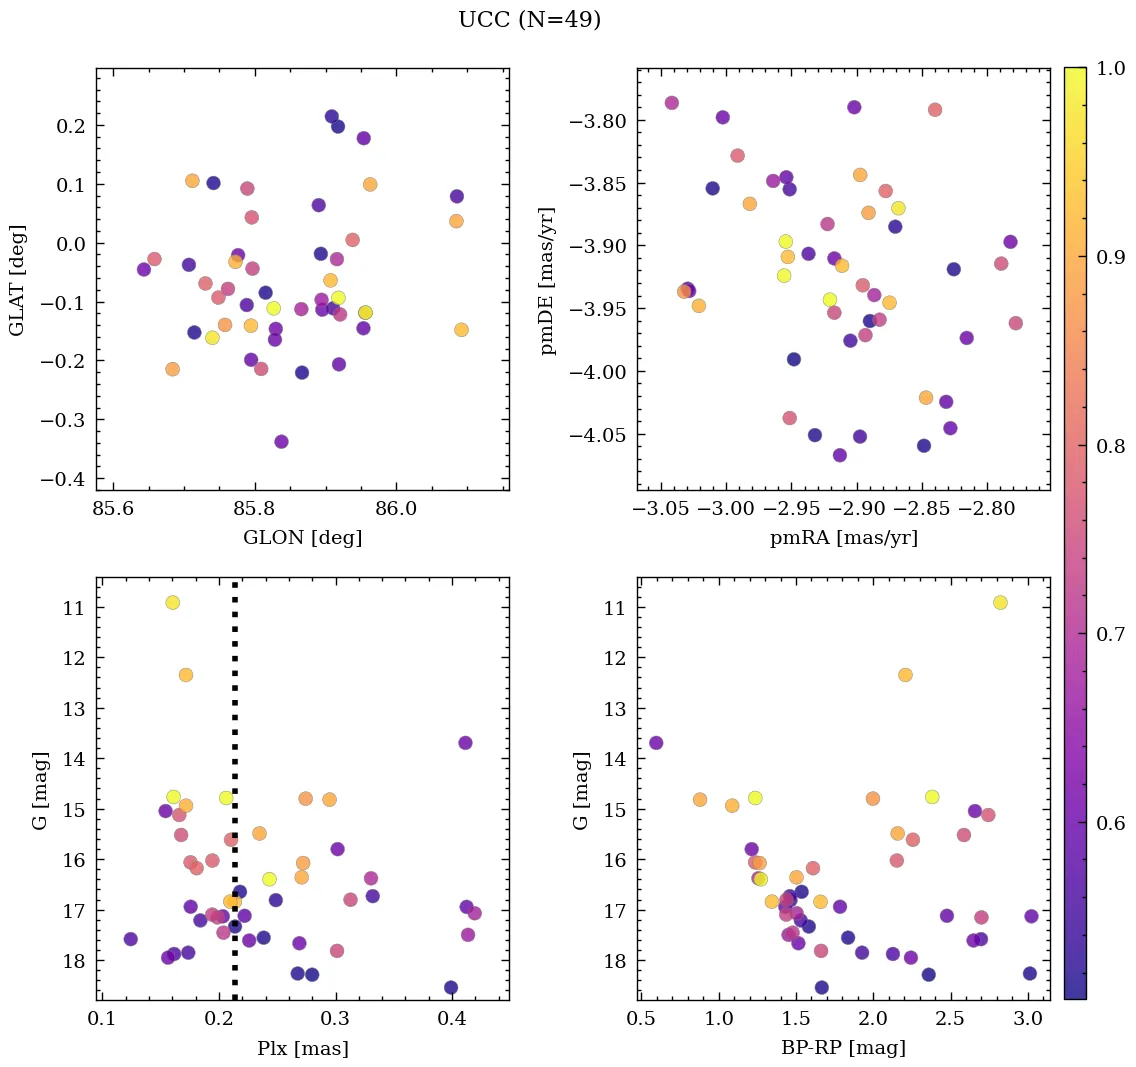 UCC (N=49)
0.2
0.1
0.0
−0.1
−0.2
−0.3
−0.4
GLAT [deg]
85.6 85.8 86.0
GLON [deg]
−3.80
−3.85
−3.90
−3.95
−4.00
−4.05
pmDE [mas/yr]
−3.05 −3.00 −2.95 −2.90 −2.85 −2.80
pmRA [mas/yr]
11
12
13
14
15
16
17
18
G [mag]
0.1 0.2 0.3 0.4
Plx [mas]
11
12
13
14
15
16
17
18
G [mag]
0.5 1.0 1.5 2.0 2.5 3.0
BP-RP [mag]
1.0
0.9
0.8
0.7
0.6